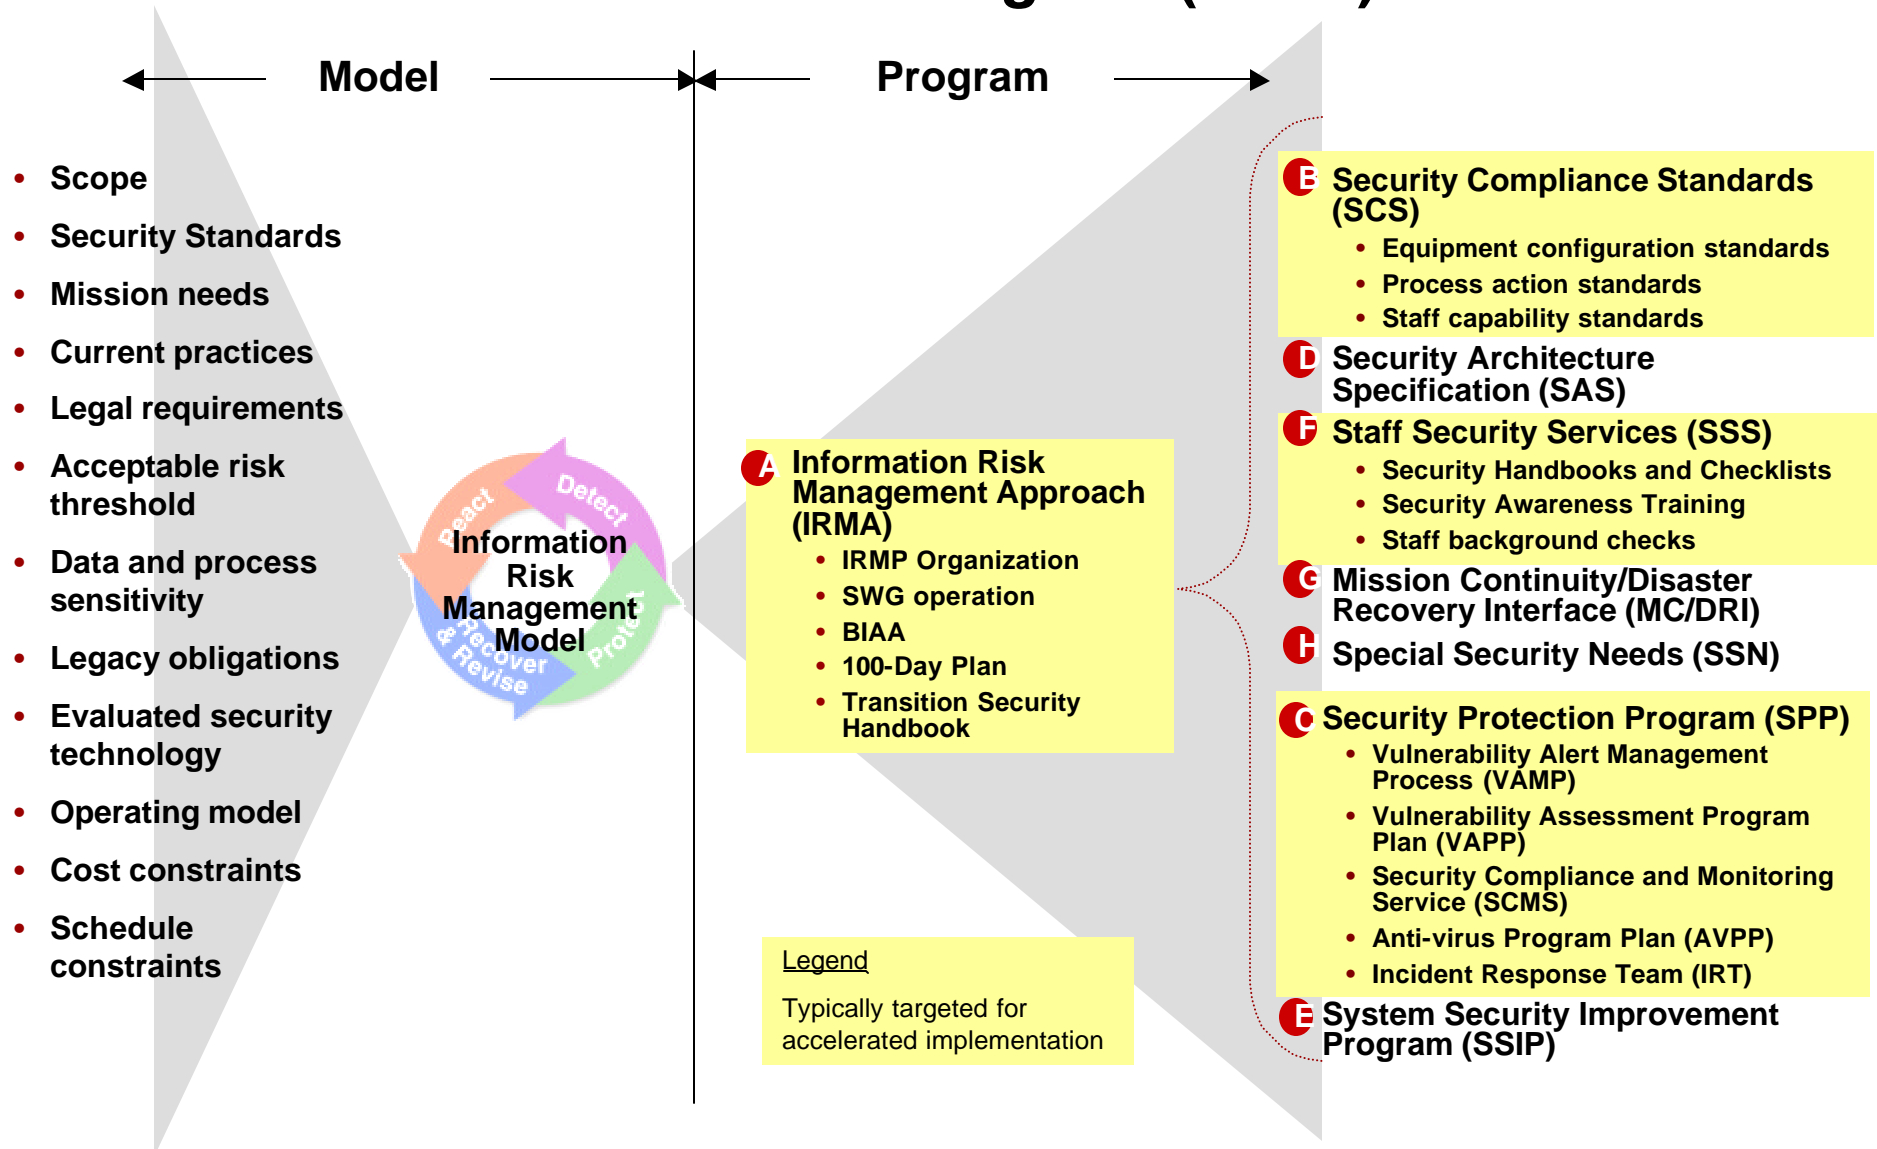 Model
Program
• Scope
• Security Standards
• Mission needs
• Current practices
• Legal requirements
• Acceptable risk
threshold
• Data and process
sensitivity
• Legacy obligations
• Evaluated security
technology
• Operating model
• Cost constraints
• Schedule
constraints
React
Detect
Protect
Recover
& Revise
Information
Risk
Management
Model
A Information Risk
Management Approach
(IRMA)
• IRMP Organization
• SWG operation
• BIAA
• 100-Day Plan
• Transition Security
Handbook
Legend
Typically targeted for
accelerated implementation
B Security Compliance Standards
(SCS)
• Equipment configuration standards
• Process action standards
• Staff capability standards
D Security Architecture
Specification (SAS)
F Staff Security Services (SSS)
• Security Handbooks and Checklists
• Security Awareness Training
• Staff background checks
G Mission Continuity/Disaster
Recovery Interface (MC/DRI)
H Special Security Needs (SSN)
C Security Protection Program (SPP)
• Vulnerability Alert Management
Process (VAMP)
• Vulnerability Assessment Program
Plan (VAPP)
• Security Compliance and Monitoring
Service (SCMS)
• Anti-virus Program Plan (AVPP)
• Incident Response Team (IRT)
E System Security Improvement
Program (SSIP)